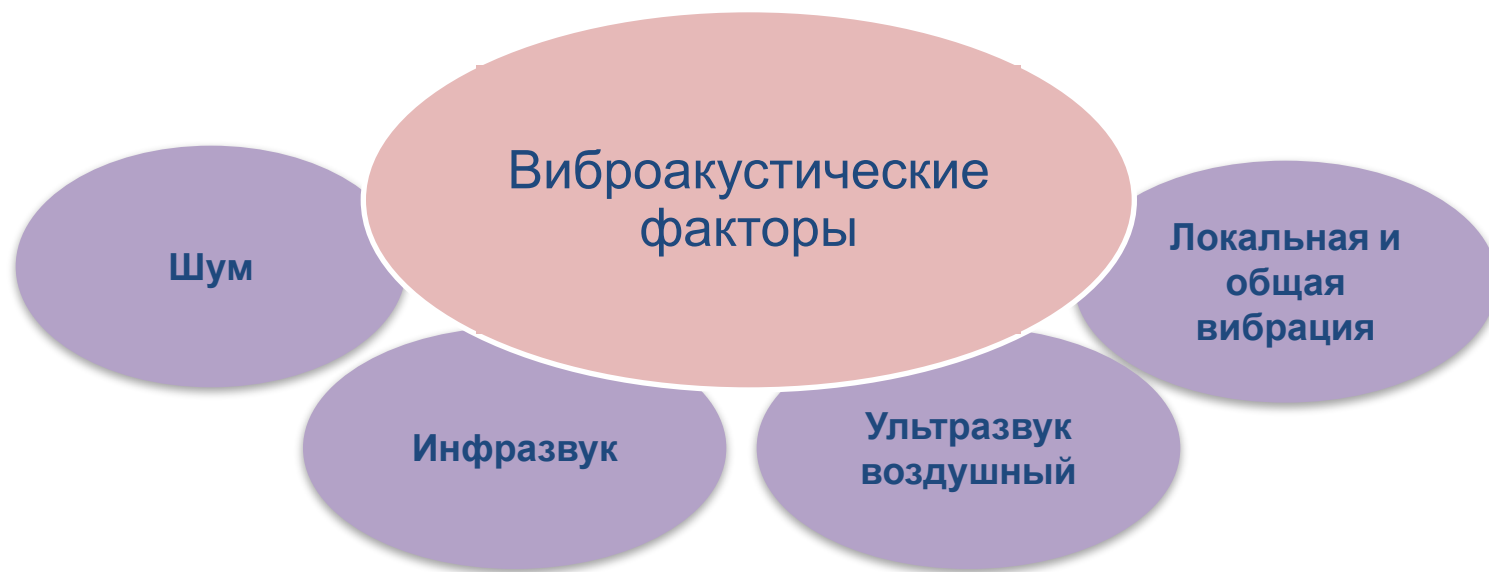 Виброакустические
факторы
Шум
Инфразвук
Ультразвук
воздушный
Локальная и
общая
вибрация